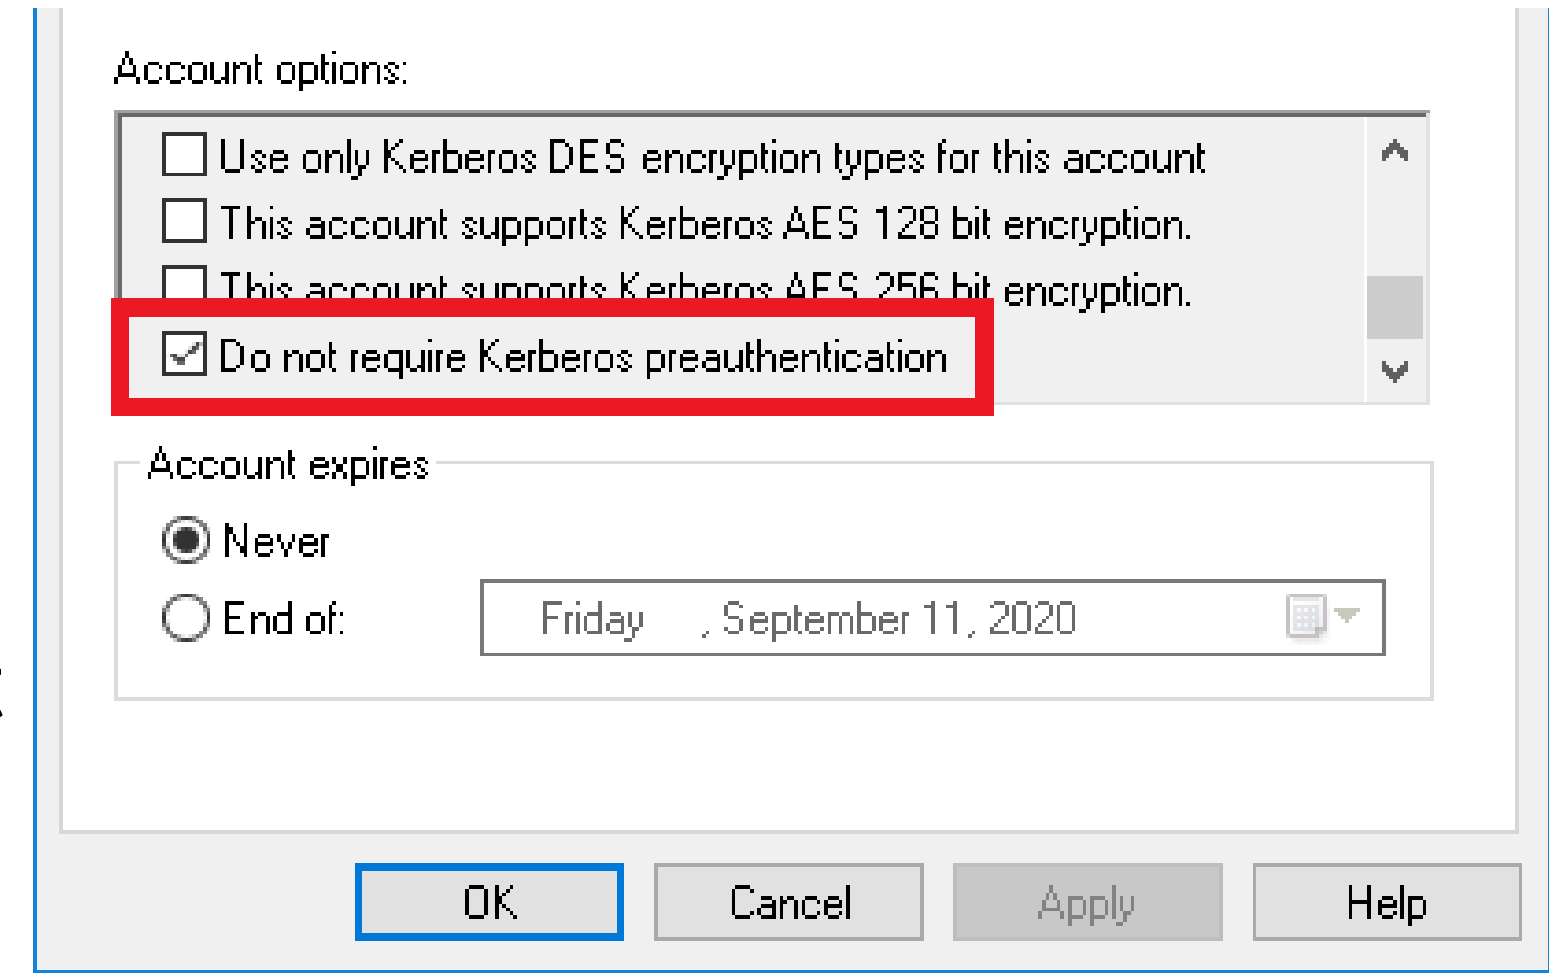 Account options:
Use only Kerberos DES encryption types for this account
This account supports Kerberos AES 128 bit encryption.
This account supports Kerberos AES 256 bit encryption.
Do not require Kerberos preauthentication
Account expires
Never
End of:
Friday , September 11, 2020
OK
Cancel
Apply
Help